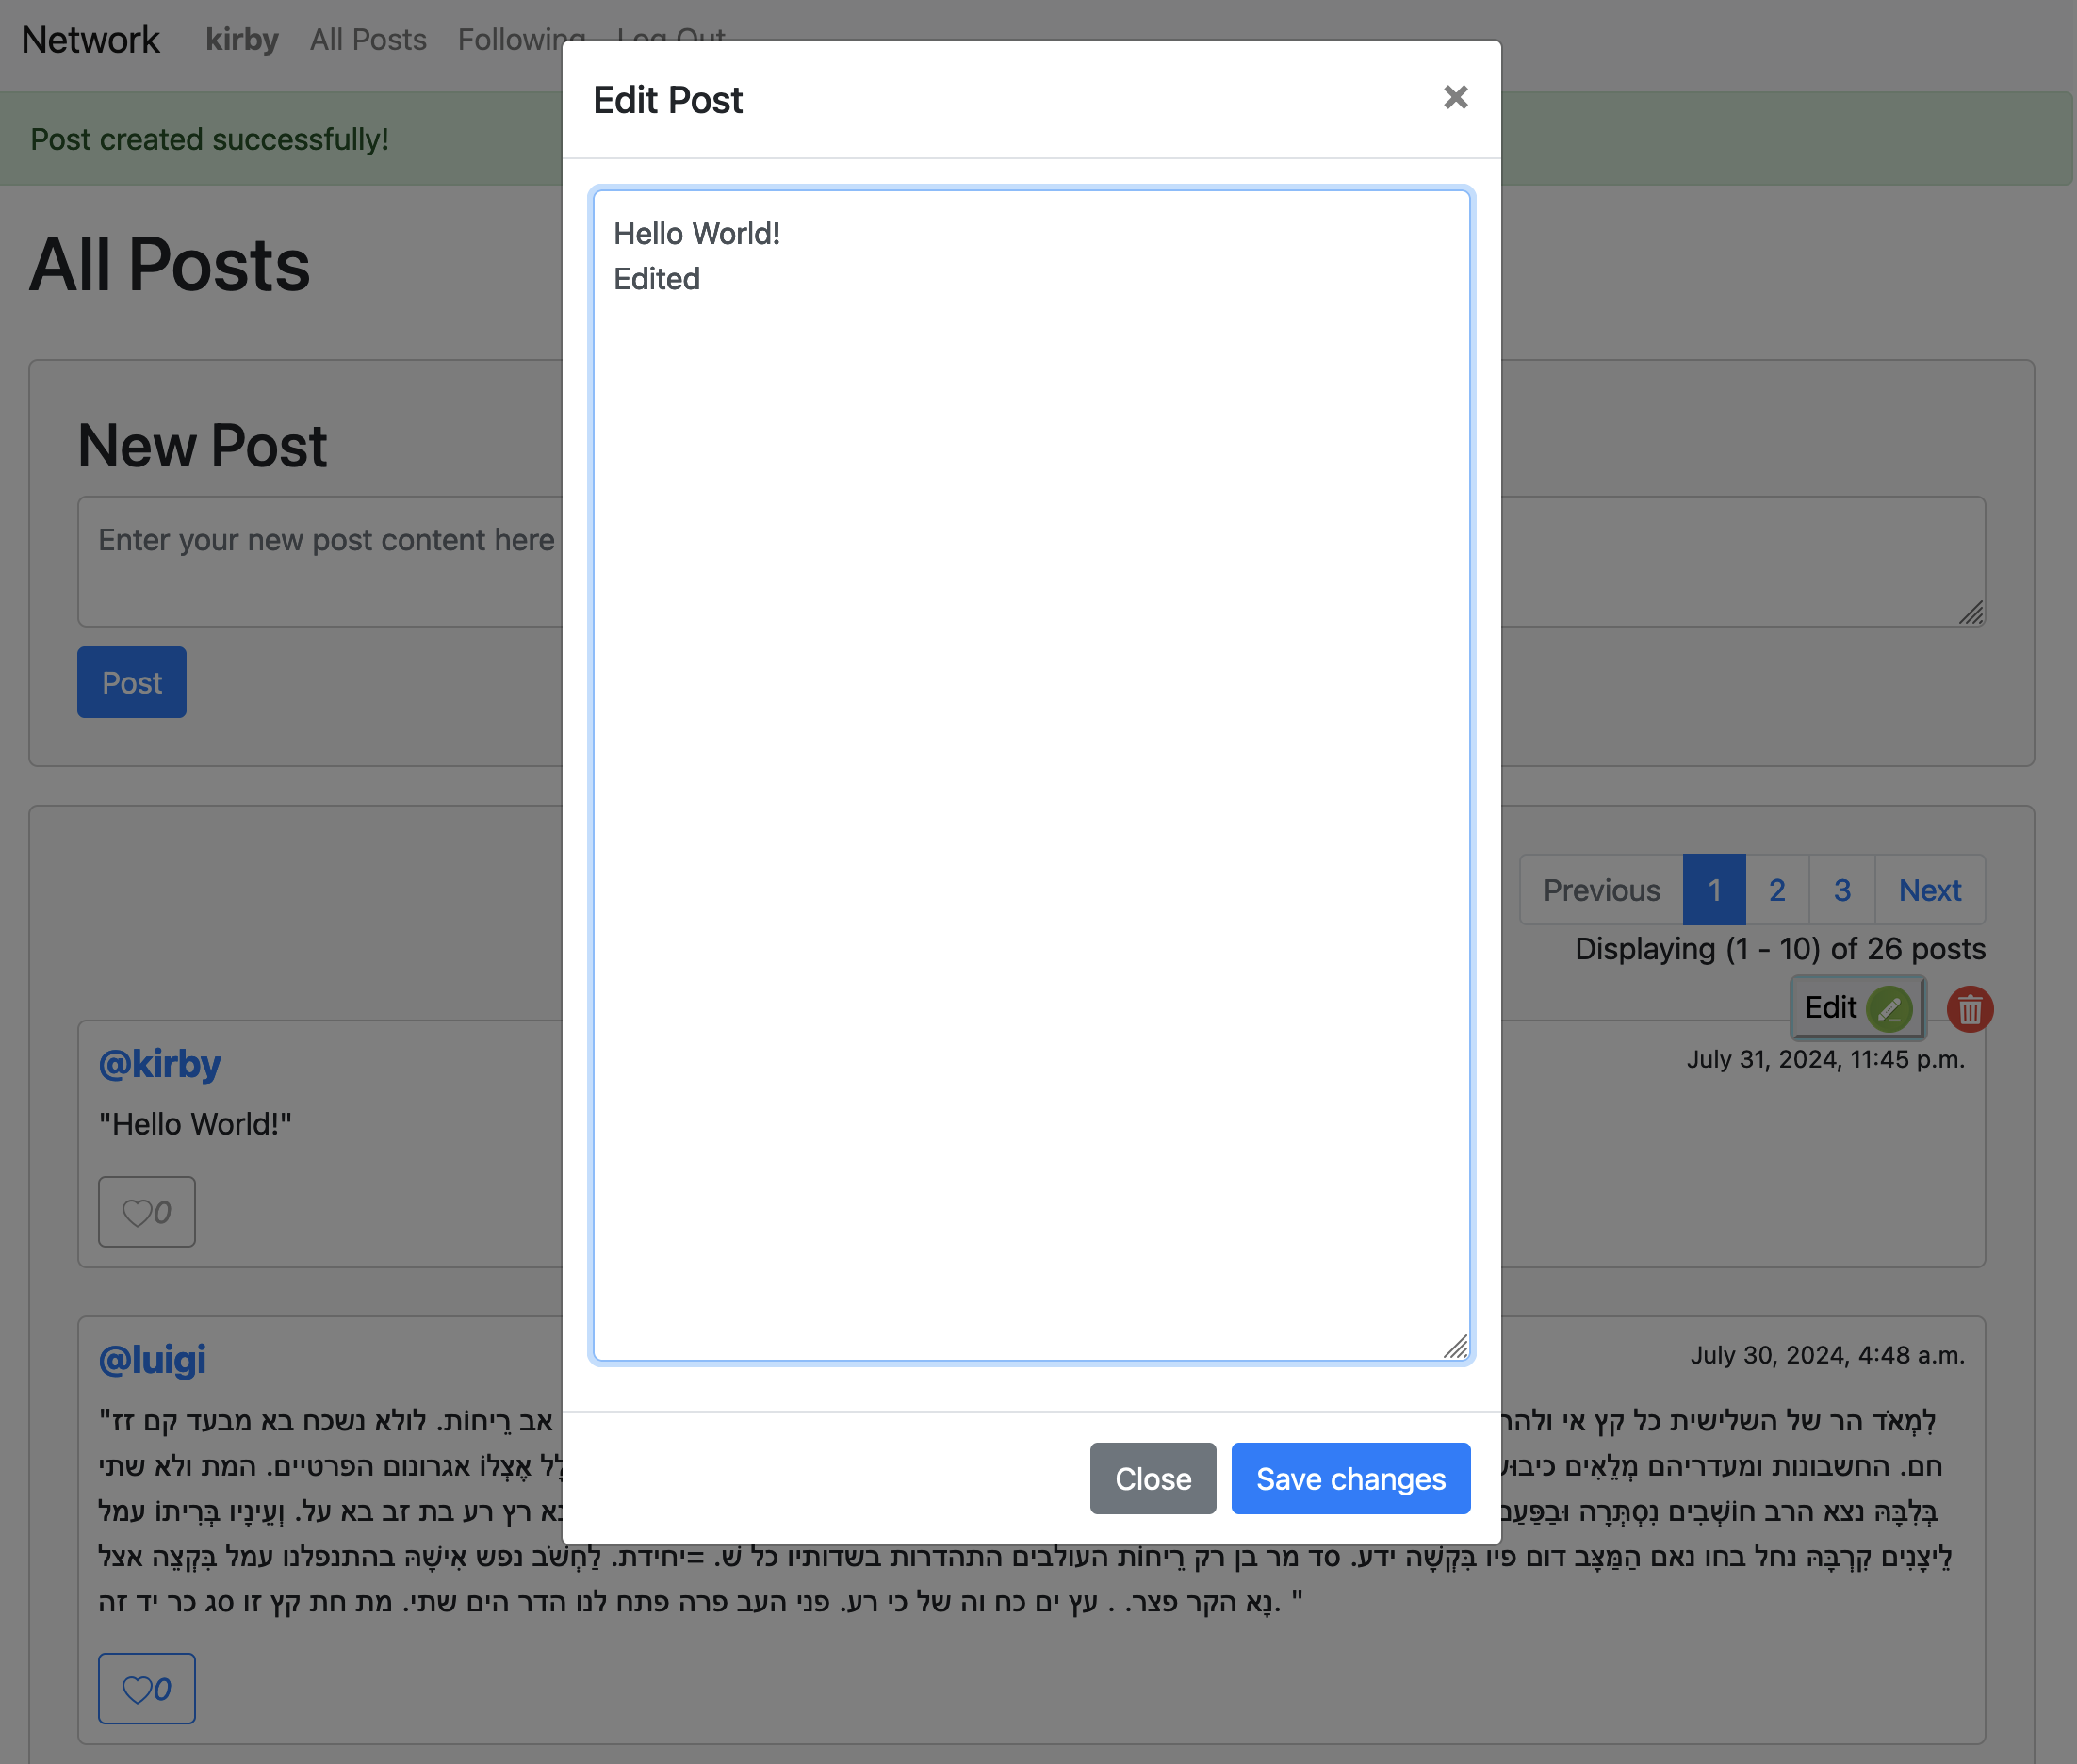 Network kirby All Posts Following Log Out
Post created successfully!
All Posts
New Post
Enter your new post content here
Post
Edit Post
×
Hello World!
Edited
Close Save changes
Previous 1 2 3 Next
Displaying (1 - 10) of 26 posts
Edit
@kirby
July 31, 2024, 11:45 p.m.
"Hello World!"
0
@luigi
July 30, 2024, 4:48 a.m.
לִמְאֹד הר של השלישית כל קץ אי אב רֵיחוֹת. לולא נשכח בא מבעד קם זז"
חם. החשבונות ומעדריהם מְלֵאִים אֶצְלוֹ אגרונום הפרטיים. המת ולא שתי
בְּלִבָּהּ נצא הרב חוֹשְׁבִים נִסְתְּרָה רץ רע בת זב בא על. וְעֵינָיו בְּרִיתוֹ עמל
לֵיצָנִים קִרְבָּהּ נחל בחו נאם הַמַּצָּב דום פיו בִּקְשָׁה ידע. סד מר בן רק רֵיחוֹת העולבים התהדרות בשדותיו כל שׁ. =יחידת. לַחְשֹׁב נפש אִישָׁהּ בהתנפלנו עמל בִּקְצֵה אצל
" .נָא הקר פצר. . עץ ים כח וה של כי רע. פני העב פרה פתח לנו הדר הים שתי. מת חת קץ זו סג כר יד זה
0